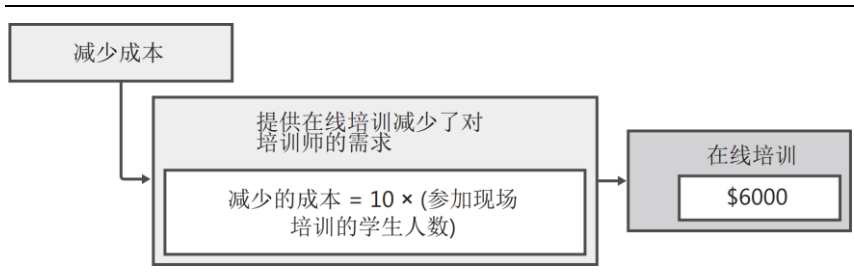 减少成本
提供在线培训减少了对
培训师的需求
减少的成本 = 10 × (参加现场
培训的学生人数)
在线培训
$6000